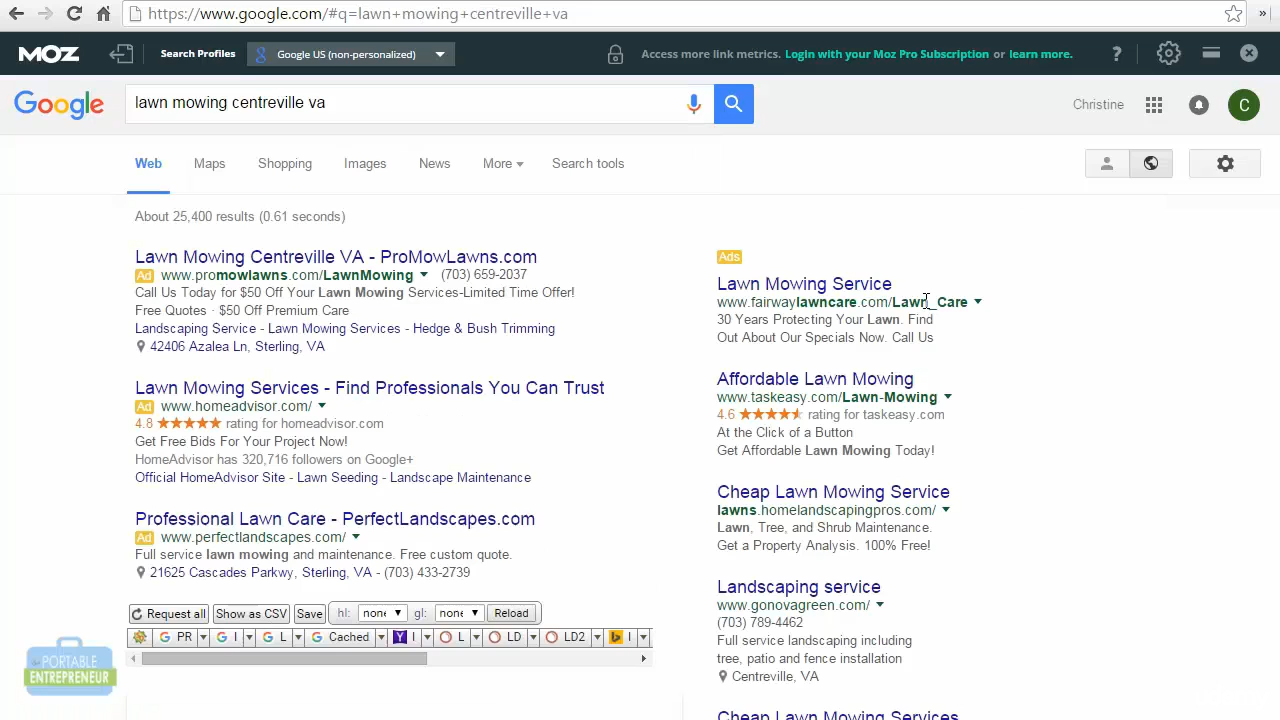 https://www.google.com/#q=lawn+mowing+centreville+va
»
MOZ
Search Profiles
Google US (non-personalized)
Access more link metrics. Login with your Moz Pro Subscription or learn more.
?
Google
lawn mowing centreville va
Christine
C
Web Maps Shopping Images News More Search tools
About 25,400 results (0.61 seconds)
Lawn Mowing Centreville VA - ProMowLawns.com
Ad www.promowlawns.com/LawnMowing (703) 659-2037
Call Us Today for $50 Off Your Lawn Mowing Services-Limited Time Offer!
Free Quotes · $50 Off Premium Care
Landscaping Service - Lawn Mowing Services - Hedge & Bush Trimming
42406 Azalea Ln, Sterling, VA
Lawn Mowing Services - Find Professionals You Can Trust
Ad www.homeadvisor.com/
4.8 ★★★★★ rating for homeadvisor.com
Get Free Bids For Your Project Now!
HomeAdvisor has 320,716 followers on Google+
Official HomeAdvisor Site - Lawn Seeding - Landscape Maintenance
Professional Lawn Care - PerfectLandscapes.com
Ad www.perfectlandscapes.com/
Full service lawn mowing and maintenance. Free custom quote.
21625 Cascades Parkway, Sterling, VA - (703) 433-2739
Request all Show as CSV Save hl: none gl: none Reload
G PR G I G L G Cached Y I L LD LD2 b I
PORTABLE
ENTREPRENEUR
Ads
Lawn Mowing Service
www.fairwaylawncare.com/Lawn_Care
30 Years Protecting Your Lawn. Find
Out About Our Specials Now. Call Us
Affordable Lawn Mowing
www.taskeasy.com/Lawn-Mowing
4.6 ★★★★★ rating for taskeasy.com
At the Click of a Button
Get Affordable Lawn Mowing Today!
Cheap Lawn Mowing Service
lawns.homelandscapingpros.com/
Lawn, Tree, and Shrub Maintenance.
Get a Property Analysis. 100% Free!
Landscaping service
www.gonovagreen.com/
(703) 789-4462
Full service landscaping including
tree, patio and fence installation
Centreville, VA
Cheap Lawn Mowing Services